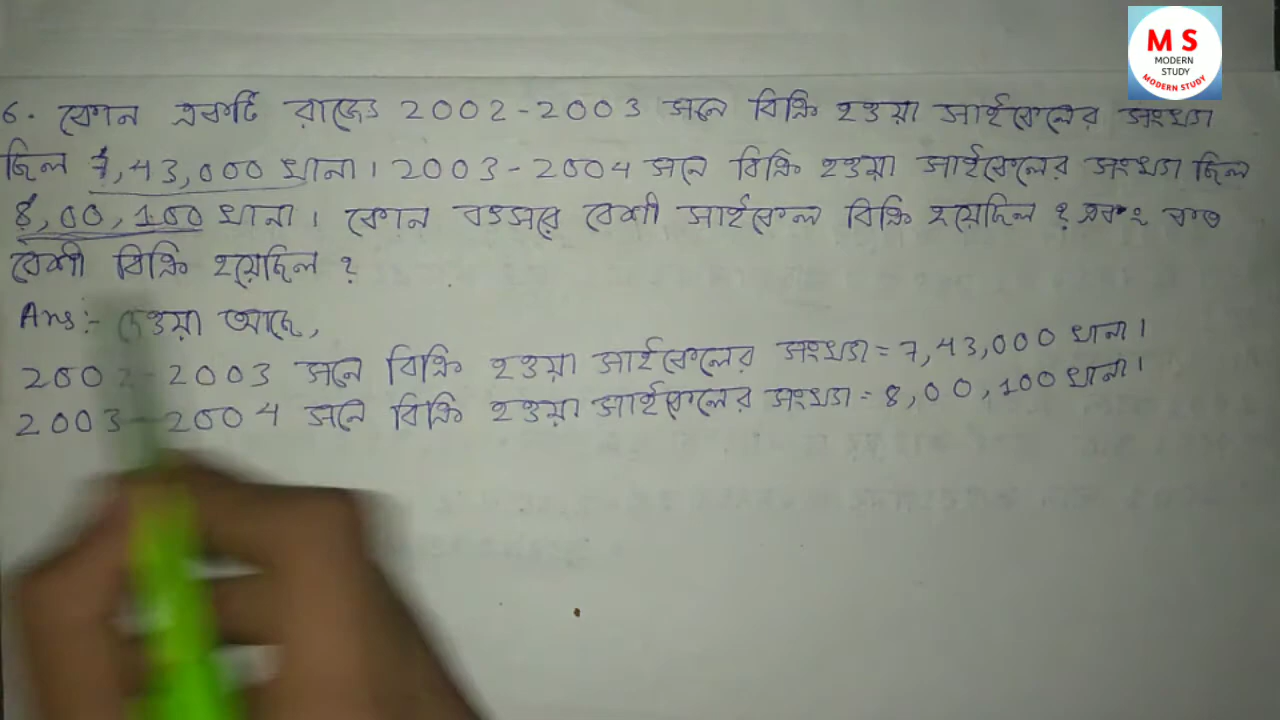 M S
MODERN
STUDY
MODERN STUDY
6. কোন একটি রাজ্যে 2002-2003 সনে বিক্রি হওয়া সাইকেলের সংখ্যা
ছিল 7,43,000 খানা। 2003-2004 সনে বিক্রি হওয়া সাইকেলের সংখ্যা ছিল
8,00,100 খানা। কোন বৎসরে বেশী সাইকেল বিক্রি হয়েছিল? এবং কত
বেশী বিক্রি হয়েছিল?
Ans:- দেওয়া আছে,
2002-2003 সনে বিক্রি হওয়া সাইকেলের সংখ্যা = 7,43,000 খানা।
2003-2004 সনে বিক্রি হওয়া সাইকেলের সংখ্যা = 8,00,100 খানা।